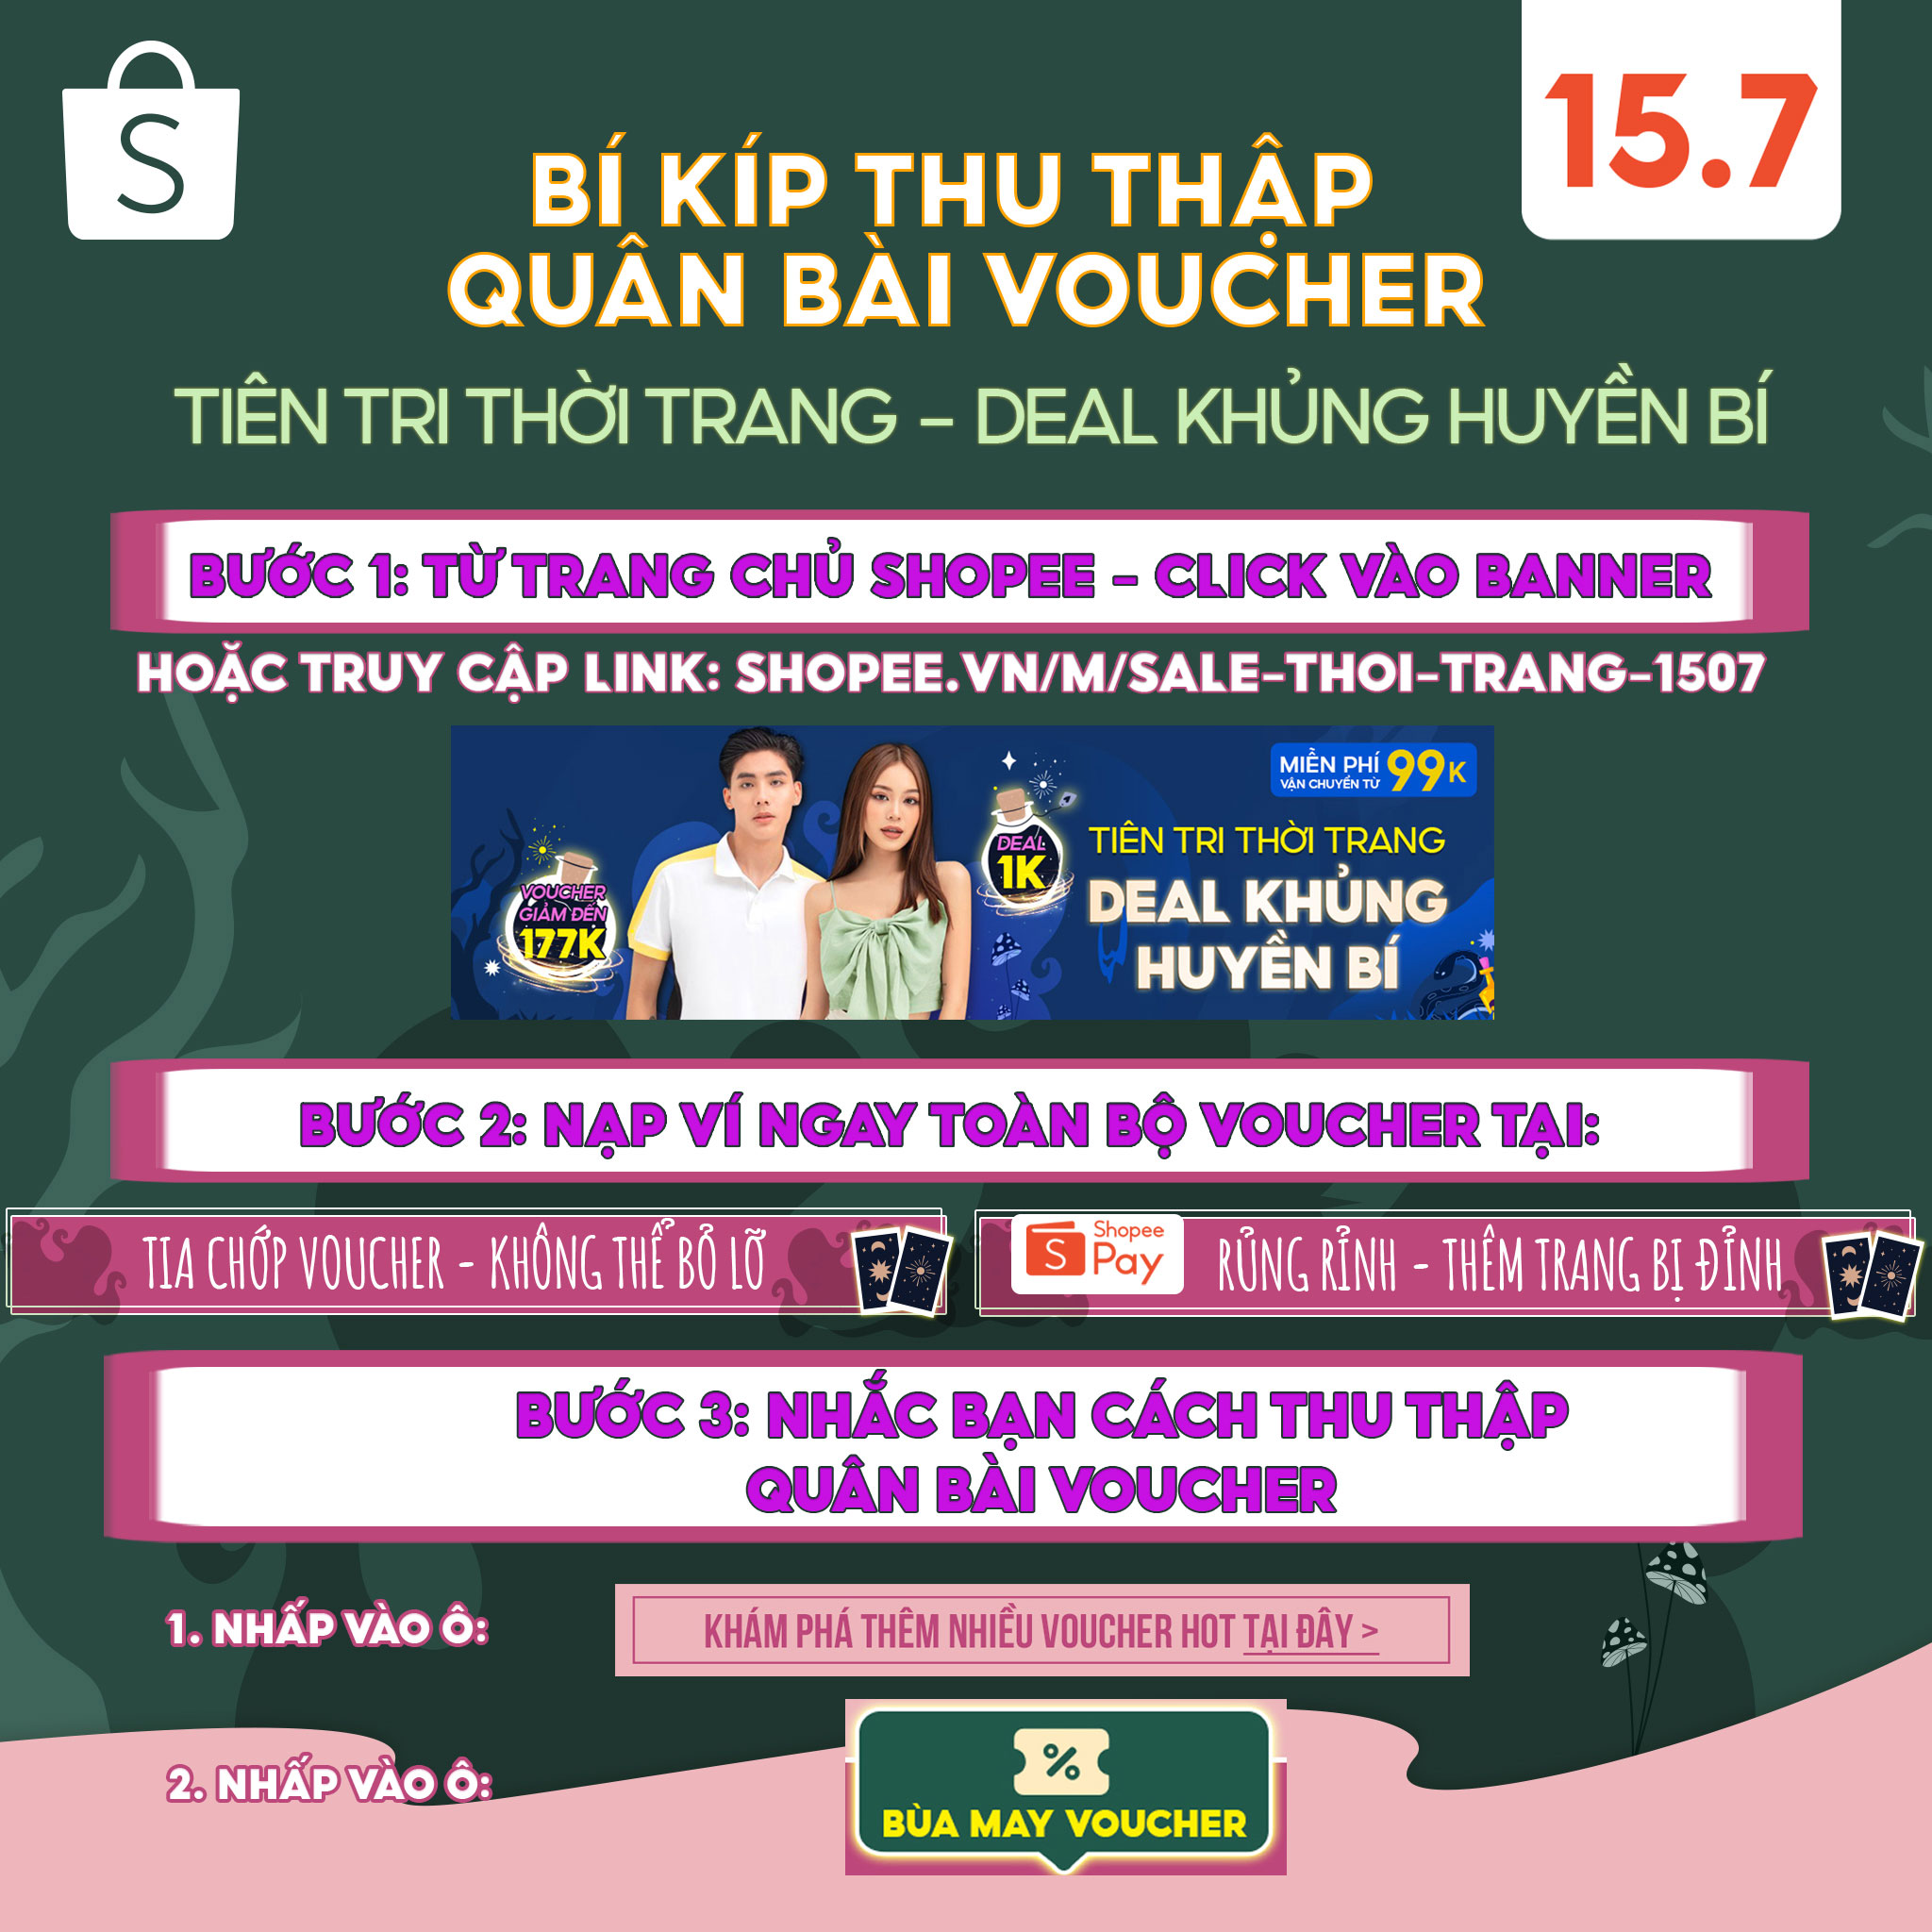 S
15.7
BÍ KÍP THU THẬP
QUÂN BÀI VOUCHER
TIÊN TRI THỜI TRANG – DEAL KHỦNG HUYỀN BÍ
BƯỚC 1: TỪ TRANG CHỦ SHOPEE - CLICK VÀO BANNER
HOẶC TRUY CẬP LINK: SHOPEE.VN/M/SALE-THOI-TRANG-1507
MIỄN PHÍ
VẬN CHUYỂN TỪ
99K
VOUCHER
GIẢM ĐẾN
177K
DEAL
1K
TIÊN TRI THỜI TRANG
DEAL KHỦNG
HUYỀN BÍ
BƯỚC 2: NẠP VÍ NGAY TOÀN BỘ VOUCHER TẠI:
TIA CHỚP VOUCHER - KHÔNG THỂ BỎ LỠ
S Shopee
Pay
RỦNG RỈNH - THÊM TRANG BỊ ĐỈNH
BƯỚC 3: NHẮC BẠN CÁCH THU THẬP
QUÂN BÀI VOUCHER
1. NHẤP VÀO Ô:
KHÁM PHÁ THÊM NHIỀU VOUCHER HOT TẠI ĐÂY >
2. NHẤP VÀO Ô:
%
BÙA MAY VOUCHER